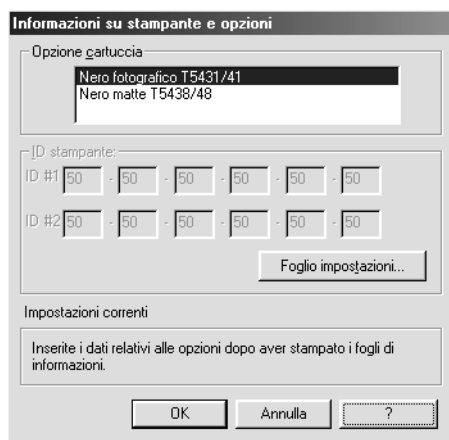 Informazioni su stampante e opzioni
Opzione cartuccia
Nero fotografico T5431/41
Nero matte T5438/48
ID stampante:
ID #1 50 - 50 - 50 - 50 - 50 - 50
ID #2 50 - 50 - 50 - 50 - 50 - 50
Foglio impostazioni...
Impostazioni correnti
Inserite i dati relativi alle opzioni dopo aver stampato i fogli di
informazioni.
OK Annulla ?